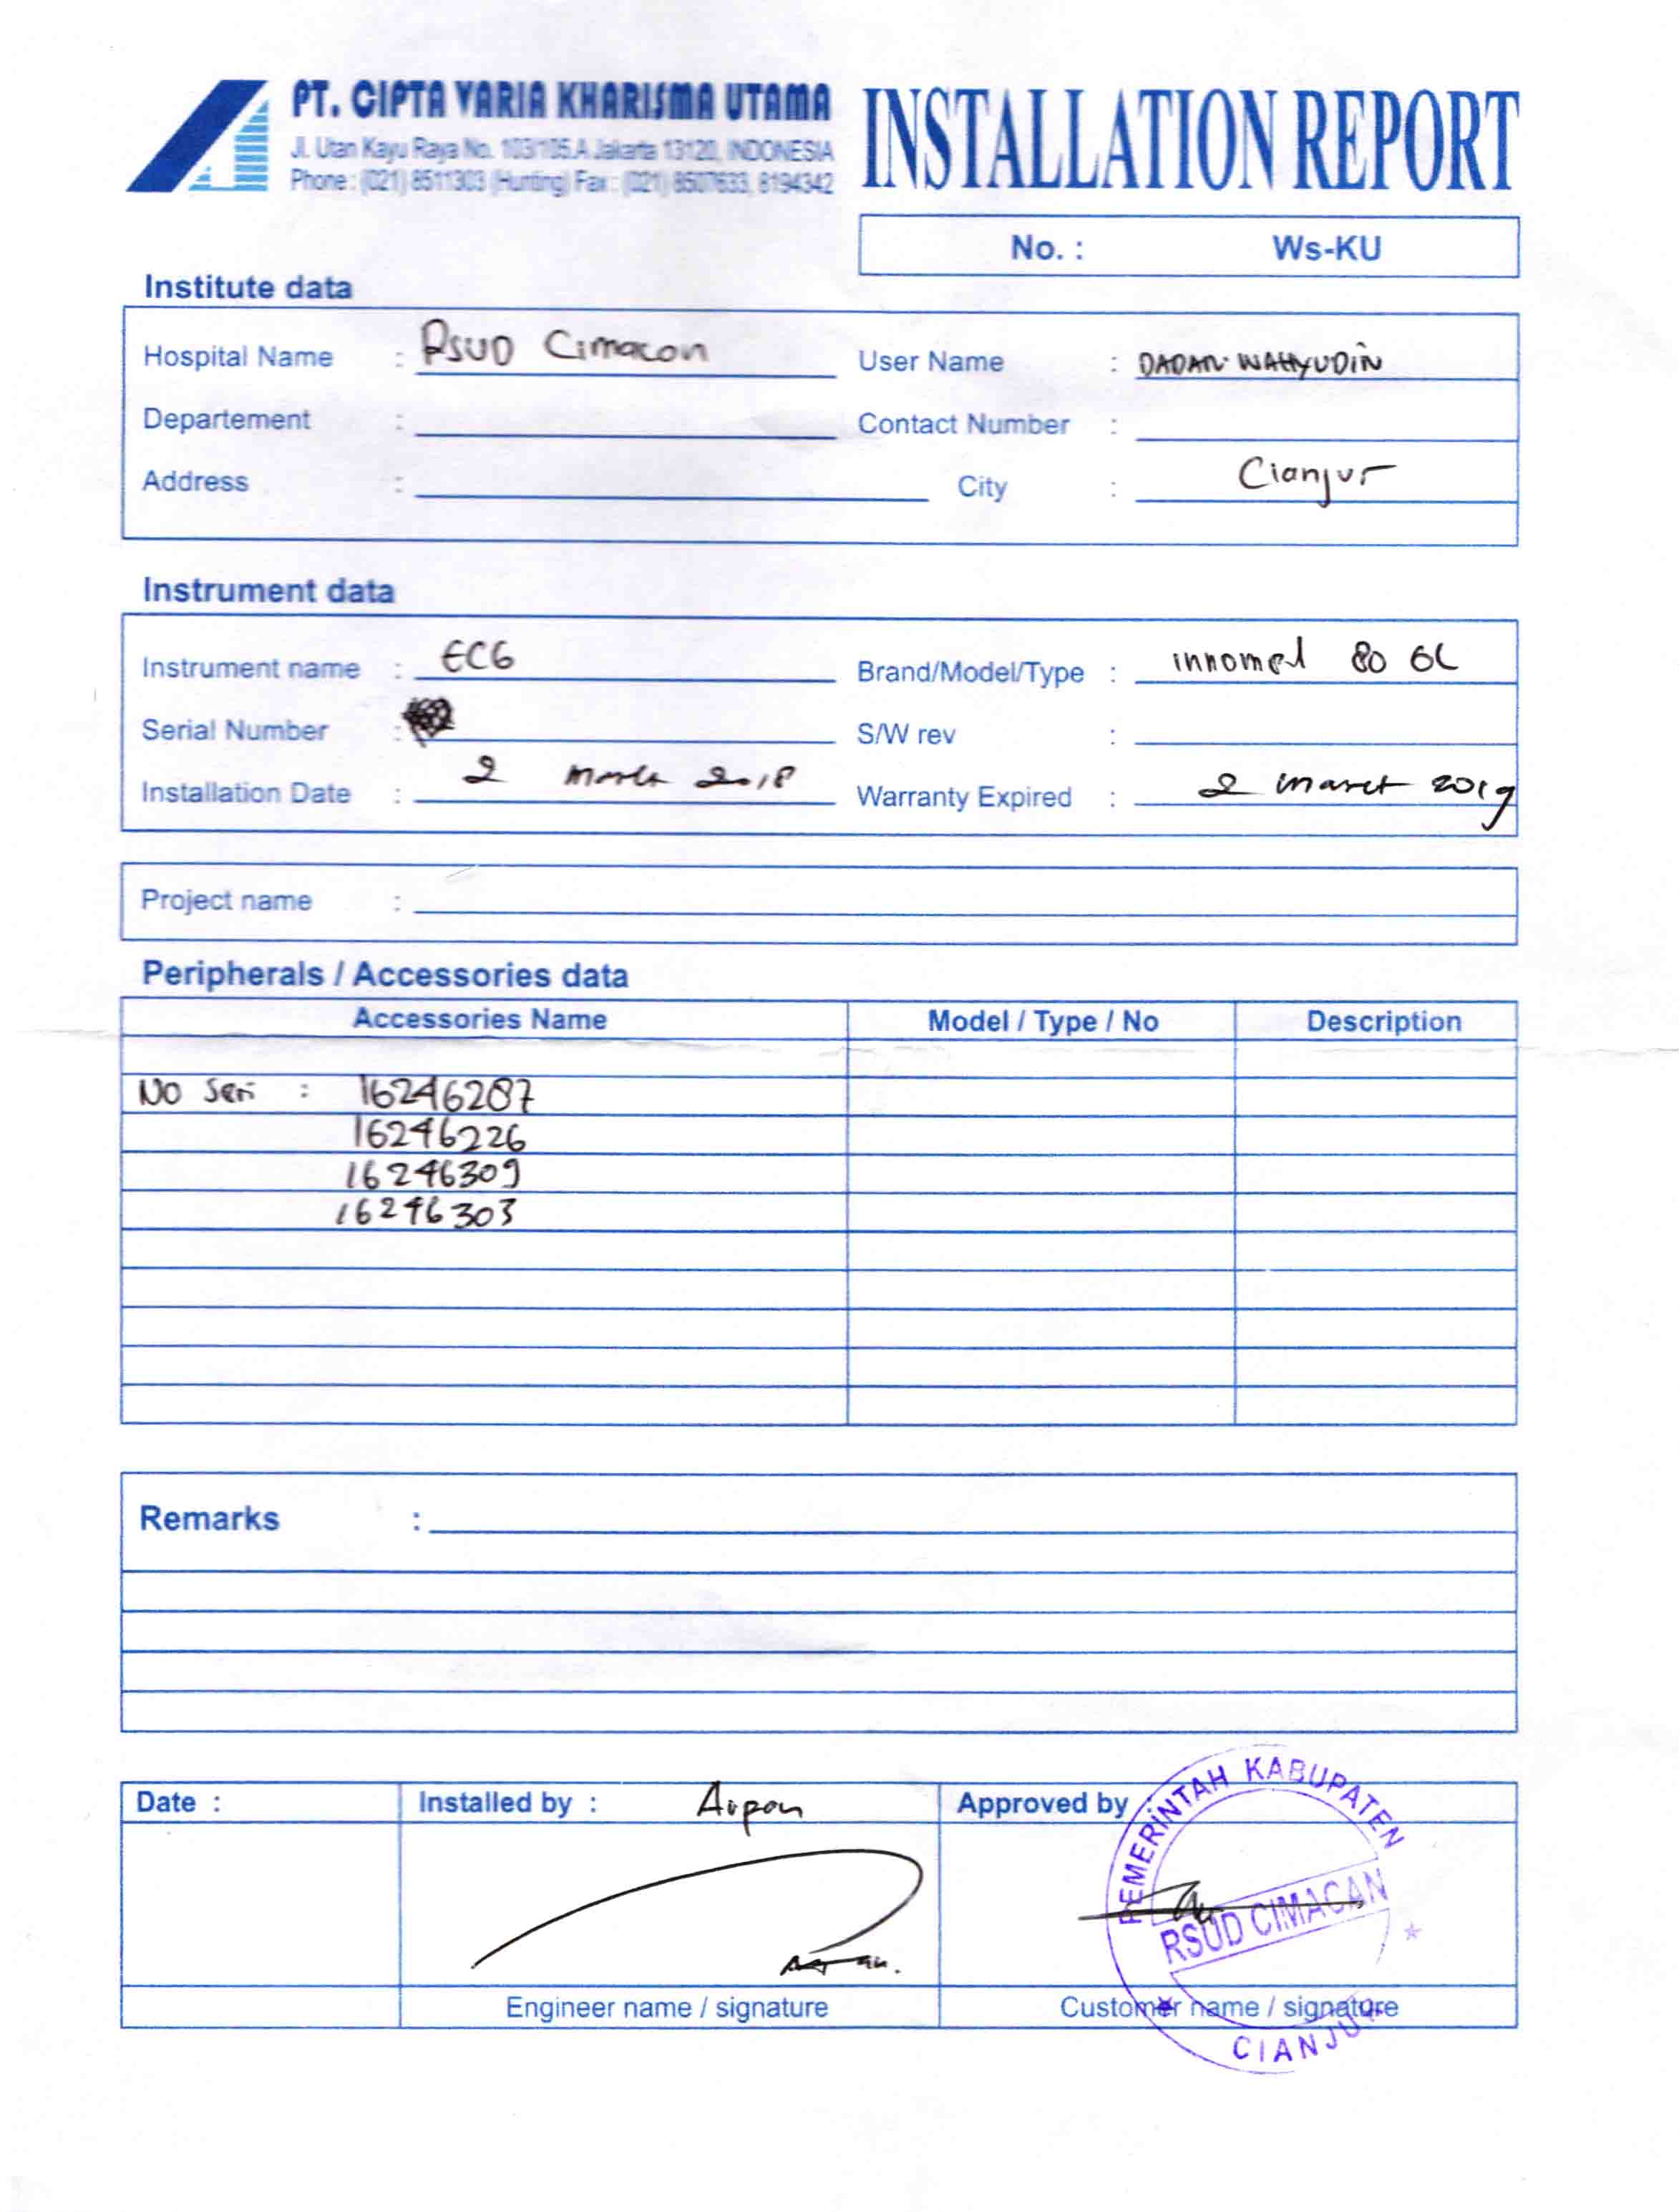 PT. CIPTA VARIA KHARISMA UTAMA
Jl. Utan Kayu Raya No. 103/105.A Jakarta 13120, INDONESIA
Phone : (021) 8511303 (Hunting) Fax : (021) 8507633, 8194342
INSTALLATION REPORT
No. : Ws-KU
Institute data
Hospital Name : RSUD Cimacan User Name : DADAN WAHYUDIN
Departement : Contact Number :
Address : City : Cianjur
Instrument data
Instrument name : ECG Brand/Model/Type : innomed 80 6L
Serial Number : S/W rev :
Installation Date : 2 Maret 2018 Warranty Expired : 2 maret 2019
Project name :
Peripherals / Accessories data
Accessories Name Model / Type / No Description
No Seri : 16246287
16246226
16246309
16246303
Remarks :
Date : Installed by : Arpan Approved by :
PEMERINTAH KABUPATEN
RSUD CIMACAN
CIANJUR
Engineer name / signature Customer name / signature